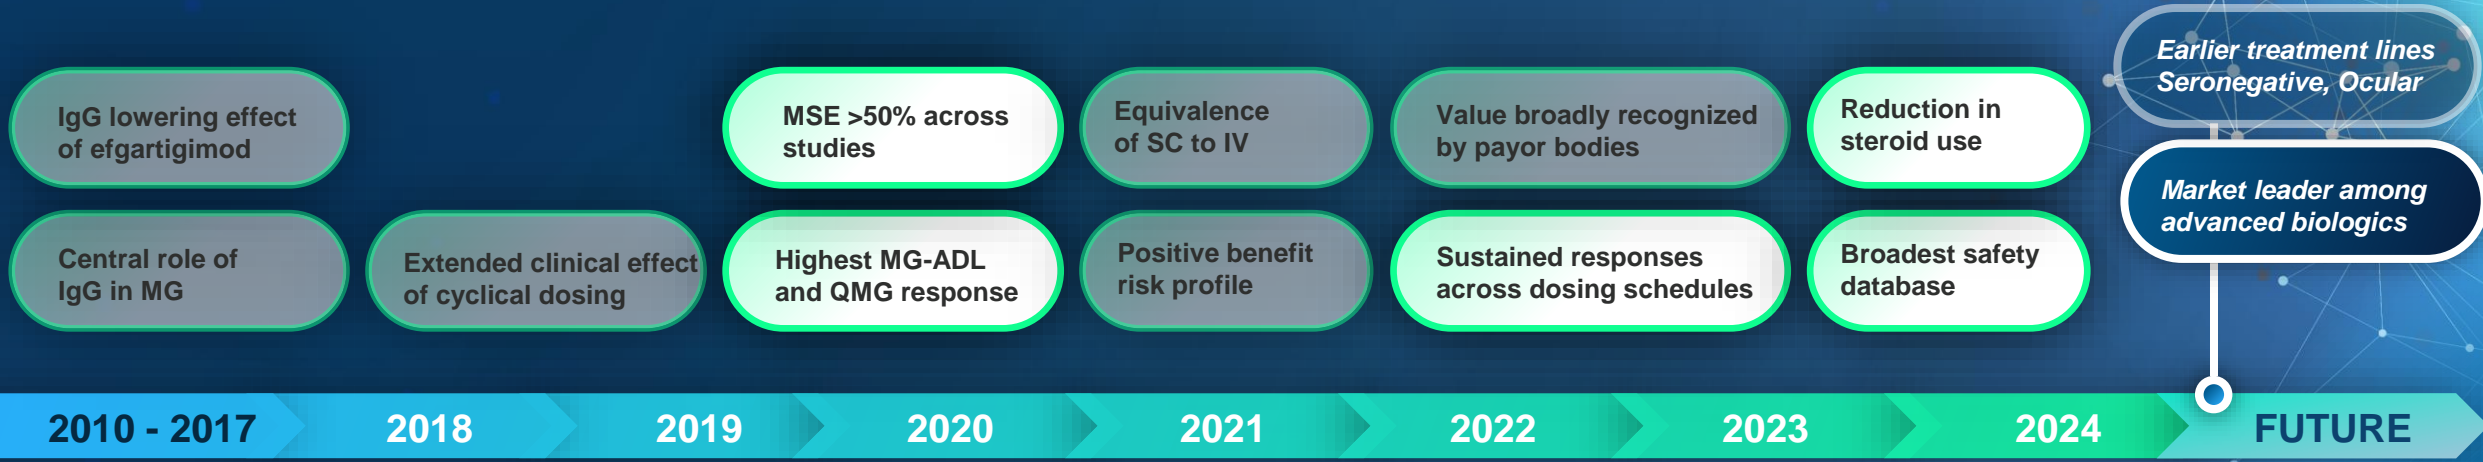 IgG lowering effect
of efgartigimod
Central role of
IgG in MG
Extended clinical effect
of cyclical dosing
MSE >50% across
studies
Highest MG-ADL
and QMG response
Equivalence
of SC to IV
Positive benefit
risk profile
Value broadly recognized
by payor bodies
Sustained responses
across dosing schedules
Reduction in
steroid use
Broadest safety
database
Earlier treatment lines
Seronegative, Ocular
Market leader among
advanced biologics
2010 - 2017
2018
2019
2020
2021
2022
2023
2024
FUTURE